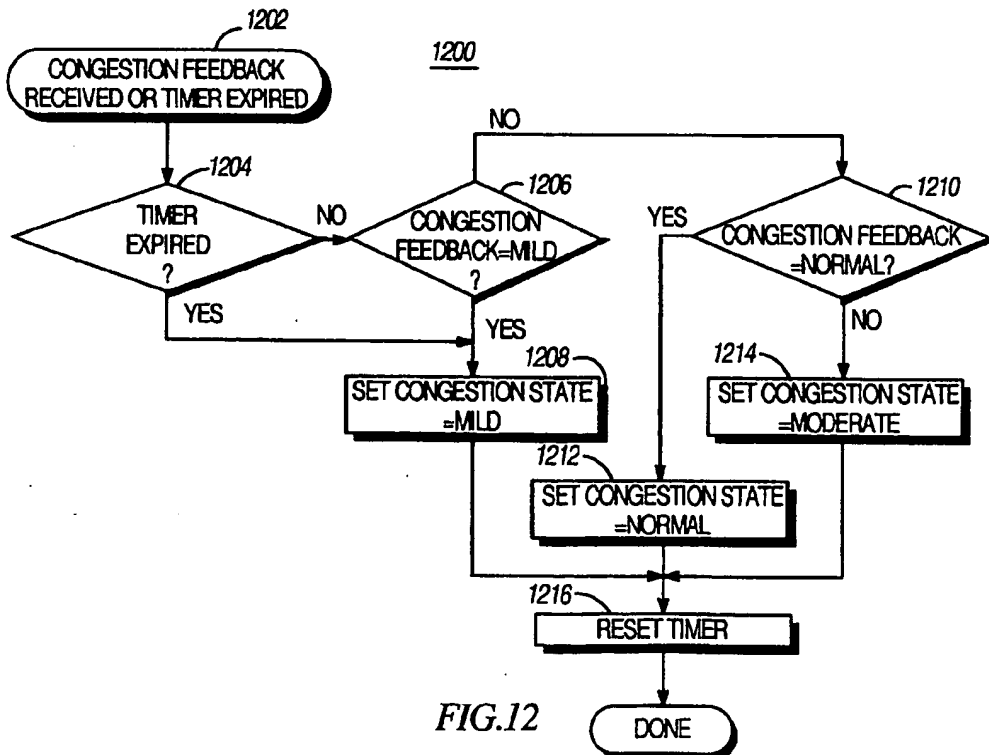 1202
1200
CONGESTION FEEDBACK
RECEIVED OR TIMER EXPIRED
NO
1204
1206
1210
TIMER
EXPIRED
?
NO
CONGESTION
FEEDBACK=MILD
?
YES
CONGESTION FEEDBACK
=NORMAL?
YES
YES
NO
1208
SET CONGESTION STATE
=MILD
1214
SET CONGESTION STATE
=MODERATE
1212
SET CONGESTION STATE
=NORMAL
1216
RESET TIMER
FIG.12
DONE